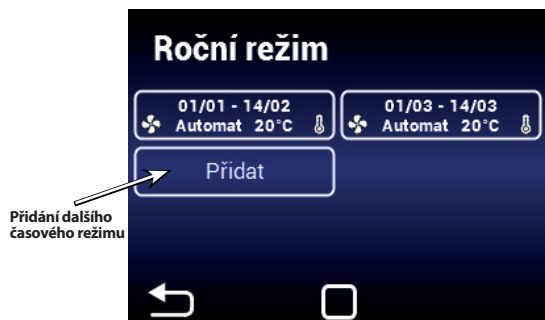 Roční režim
01/01 - 14/02
Automat 20°C
01/03 - 14/03
Automat 20°C
Přidat
Přidání dalšího
časového režimu